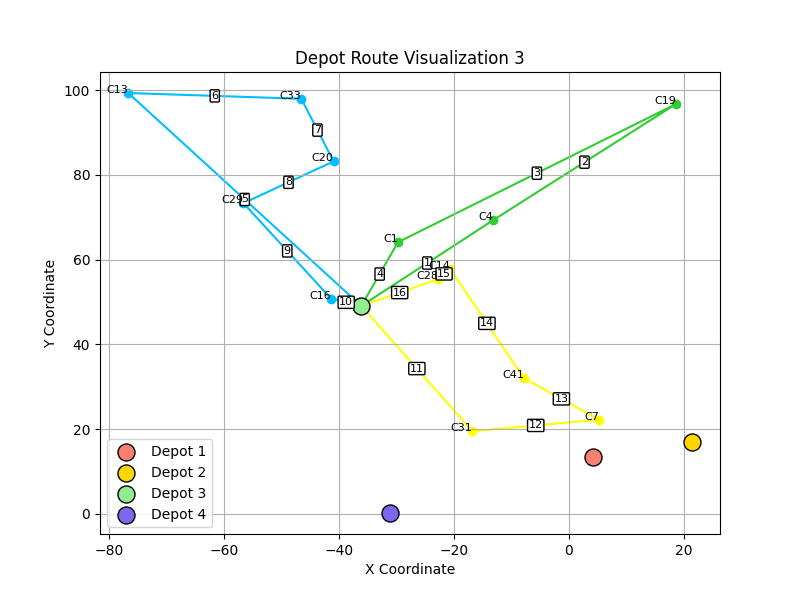 Depot Route Visualization 3
Y Coordinate
100
80
60
40
20
0
C13
6
C33
C19
7
C20
2
3
8
C29
5
C4
C1
9
1
C14
4
C28
15
16
C16
10
14
11
C41
13
C7
12
C31
Depot 1
Depot 2
Depot 3
Depot 4
−80
−60
−40
−20
0
20
X Coordinate